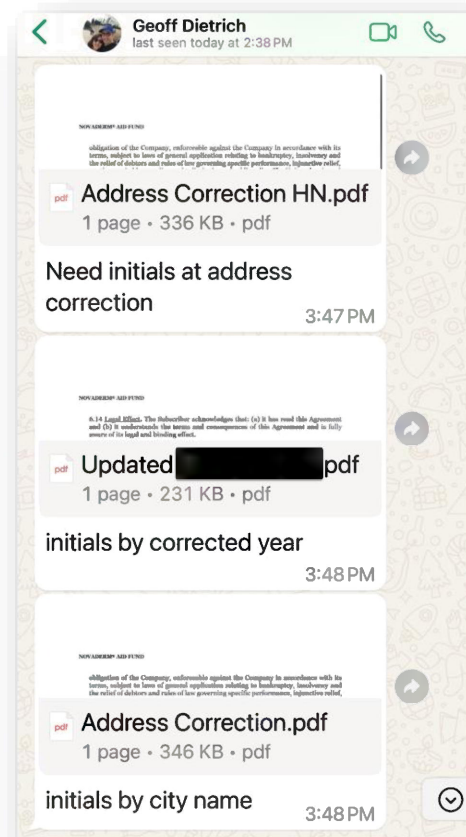 Geoff Dietrich
last seen today at 2:38 PM
NOVADERM® AID FUND
obligation of the Company, enforceable against the Company in accordance with its
terms, subject to laws of general application relating to bankruptcy, insolvency and
the relief of debtors and rules of law governing specific performance, injunctive relief,
pdf Address Correction HN.pdf
1 page • 336 KB • pdf
Need initials at address
correction
3:47 PM
NOVADERM® AID FUND
6.14 Legal Effect. The Subscriber acknowledges that: (a) it has read this Agreement
and (b) it understands the terms and consequences of this Agreement and is fully
aware of its legal and binding effect.
pdf Updated pdf
1 page • 231 KB • pdf
initials by corrected year
3:48 PM
NOVADERM® AID FUND
obligation of the Company, enforceable against the Company in accordance with its
terms, subject to laws of general application relating to bankruptcy, insolvency and
the relief of debtors and rules of law governing specific performance, injunctive relief,
pdf Address Correction.pdf
1 page • 346 KB • pdf
initials by city name
3:48 PM